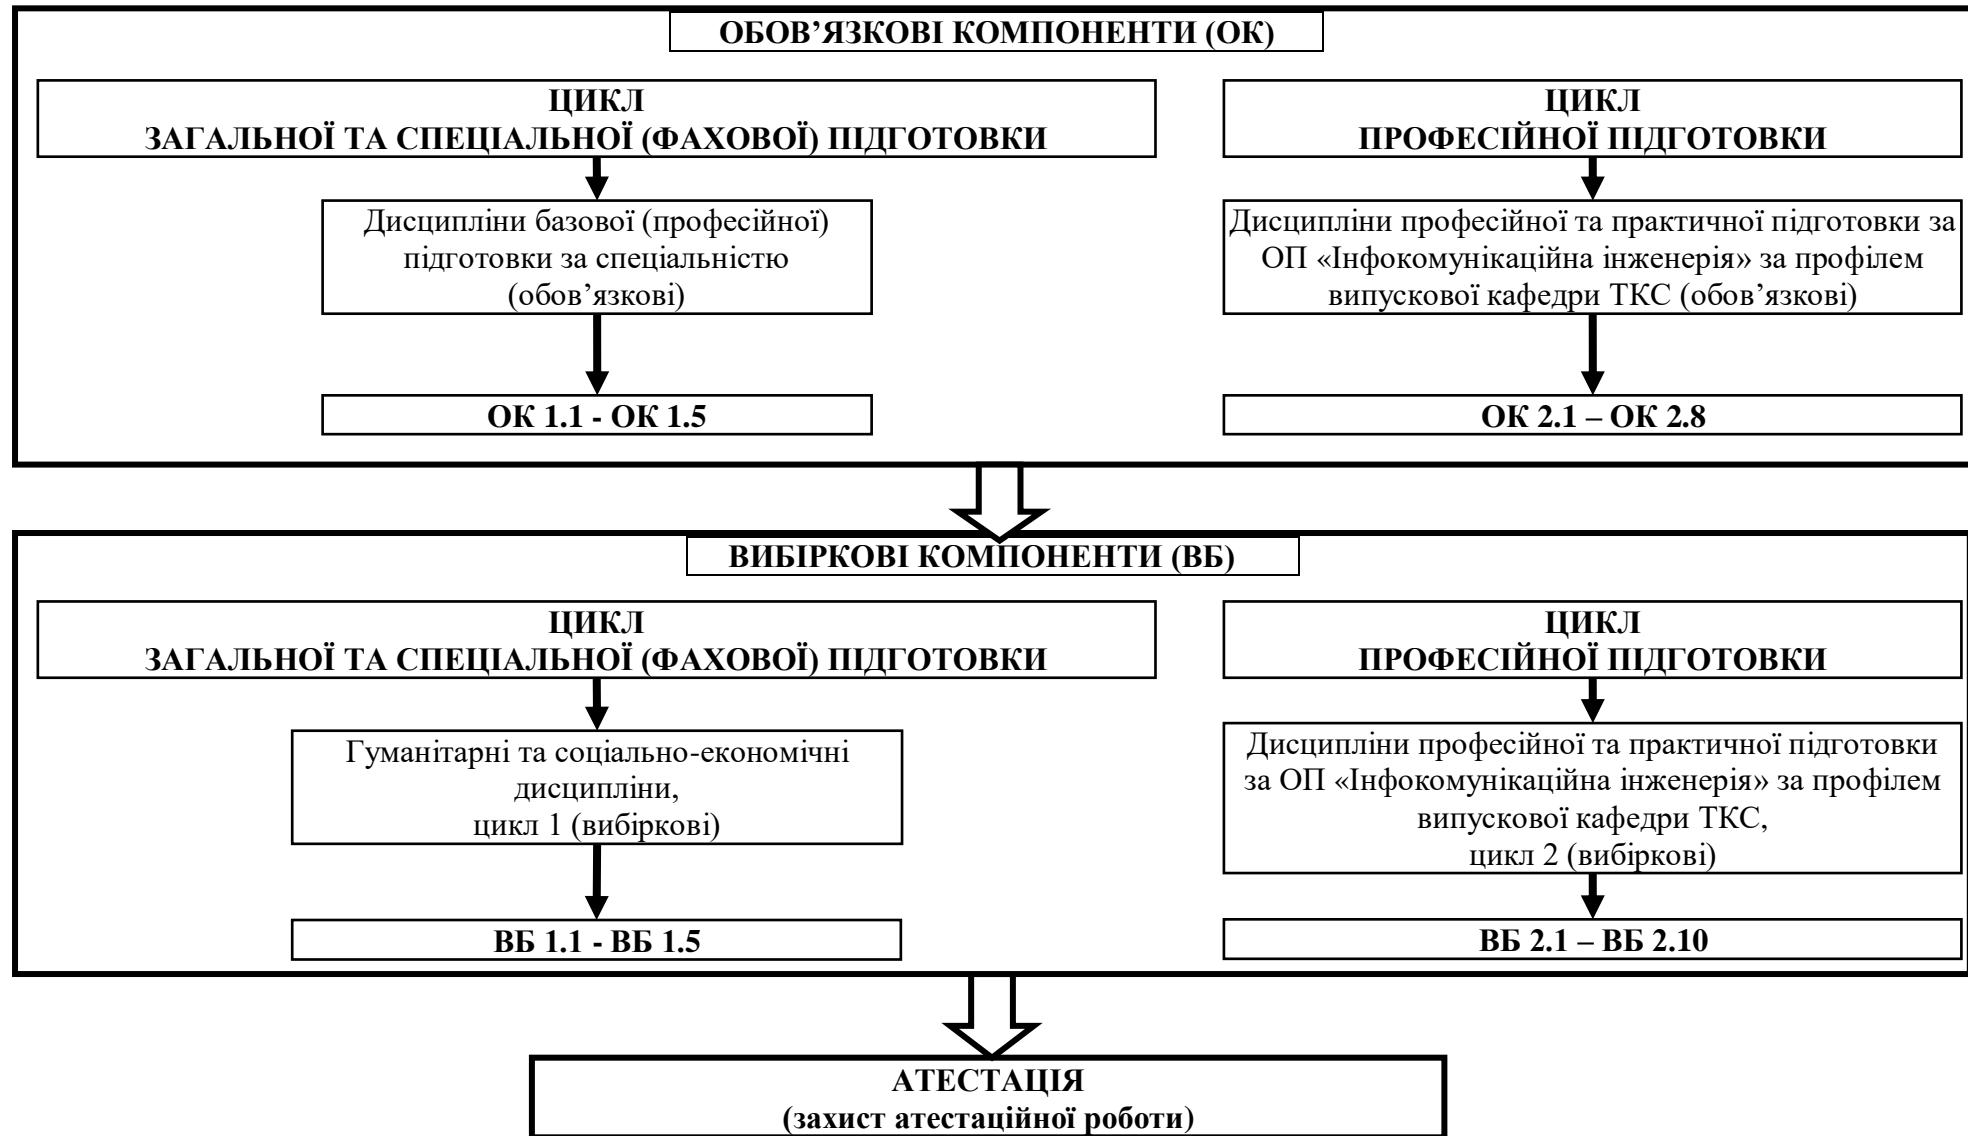 ОБОВ’ЯЗКОВІ КОМПОНЕНТИ (ОК)
ЦИКЛ
ЗАГАЛЬНОЇ ТА СПЕЦІАЛЬНОЇ (ФАХОВОЇ) ПІДГОТОВКИ
Дисципліни базової (професійної)
підготовки за спеціальністю
(обов’язкові)
ОК 1.1 - ОК 1.5
ЦИКЛ
ПРОФЕСІЙНОЇ ПІДГОТОВКИ
Дисципліни професійної та практичної підготовки за
ОП «Інфокомунікаційна інженерія» за профілем
випускової кафедри ТКС (обов’язкові)
ОК 2.1 – ОК 2.8
ВИБІРКОВІ КОМПОНЕНТИ (ВБ)
ЦИКЛ
ЗАГАЛЬНОЇ ТА СПЕЦІАЛЬНОЇ (ФАХОВОЇ) ПІДГОТОВКИ
Гуманітарні та соціально-економічні
дисципліни,
цикл 1 (вибіркові)
ВБ 1.1 - ВБ 1.5
ЦИКЛ
ПРОФЕСІЙНОЇ ПІДГОТОВКИ
Дисципліни професійної та практичної підготовки
за ОП «Інфокомунікаційна інженерія» за профілем
випускової кафедри ТКС,
цикл 2 (вибіркові)
ВБ 2.1 – ВБ 2.10
АТЕСТАЦІЯ
(захист атестаційної роботи)